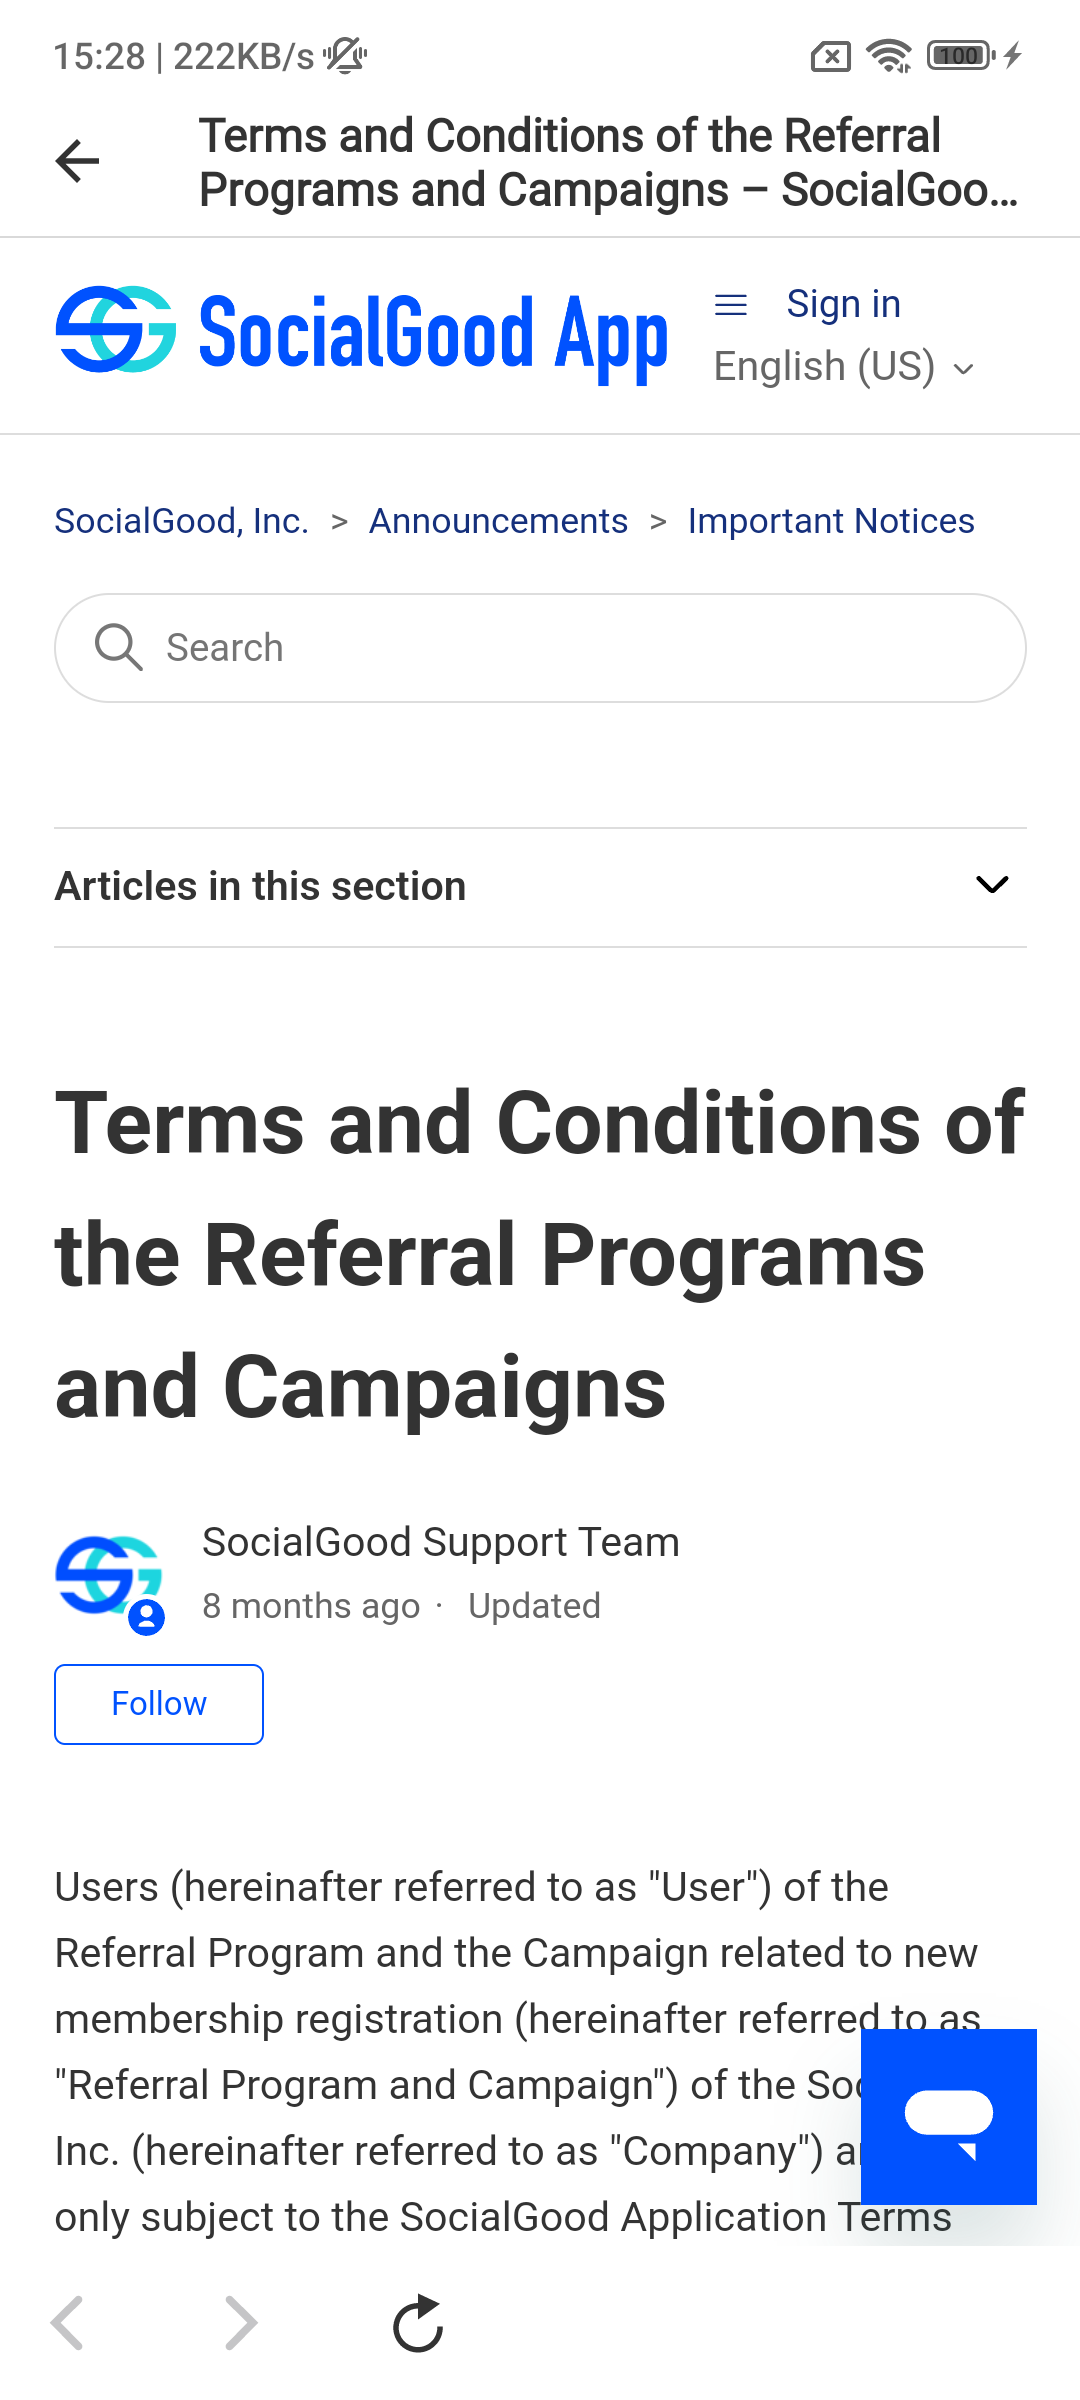 15:28 | 222KB/s
100
Terms and Conditions of the Referral
Programs and Campaigns – SocialGoo...
SocialGood App
Sign in
English (US)
SocialGood, Inc. > Announcements > Important Notices
Search
Articles in this section
Terms and Conditions of
the Referral Programs
and Campaigns
SocialGood Support Team
8 months ago · Updated
Follow
Users (hereinafter referred to as "User") of the
Referral Program and the Campaign related to new
membership registration (hereinafter referred to as
"Referral Program and Campaign") of the
Inc. (hereinafter referred to as "Company")
only subject to the SocialGood Application Terms